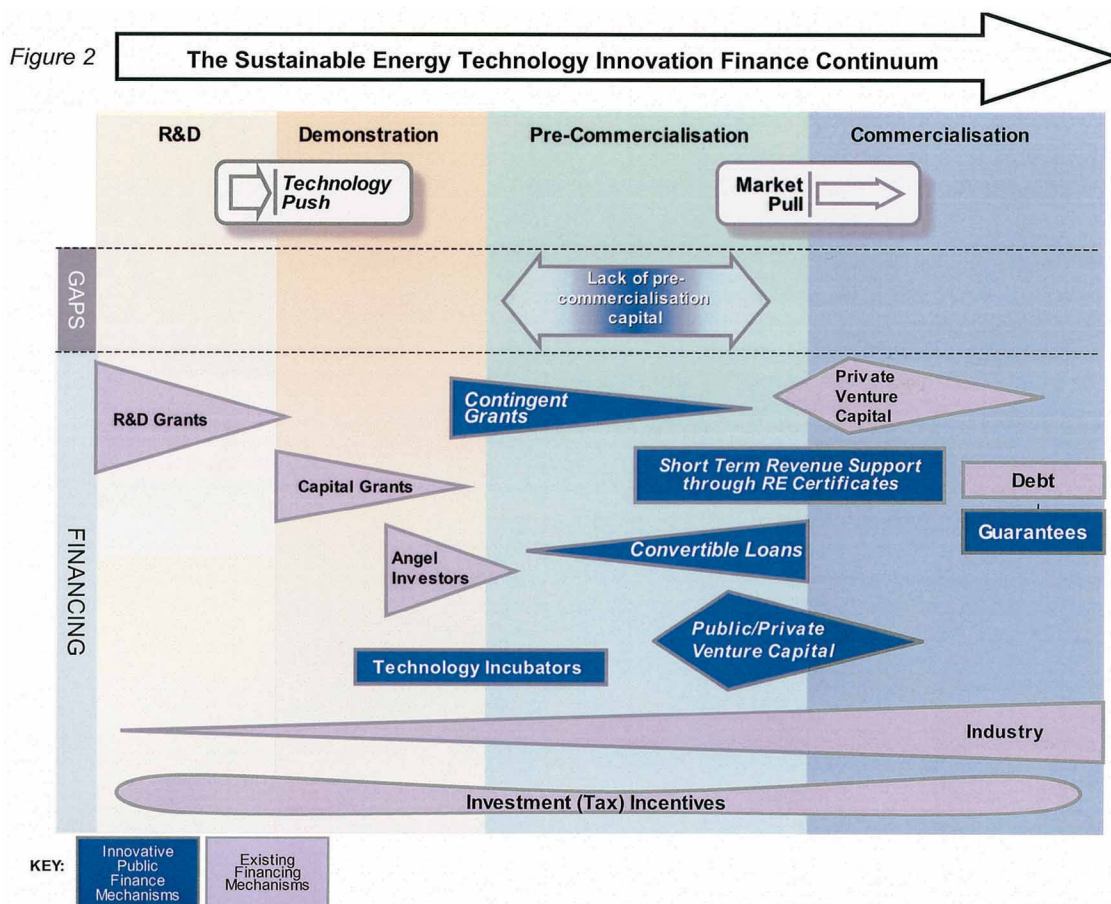 Figure 2
The Sustainable Energy Technology Innovation Finance Continuum
R&D
Demonstration
Pre-Commercialisation
Commercialisation
Technology
Push
Market
Pull
GAPS
Lack of pre-
commercialisation
capital
FINANCING
R&D Grants
Contingent
Grants
Private
Venture
Capital
Capital Grants
Short Term Revenue Support
through RE Certificates
Debt
Guarantees
Angel
Investors
Convertible Loans
Public/Private
Venture Capital
Technology Incubators
Industry
Investment (Tax) Incentives
KEY:
Innovative
Public
Finance
Mechanisms
Existing
Financing
Mechanisms